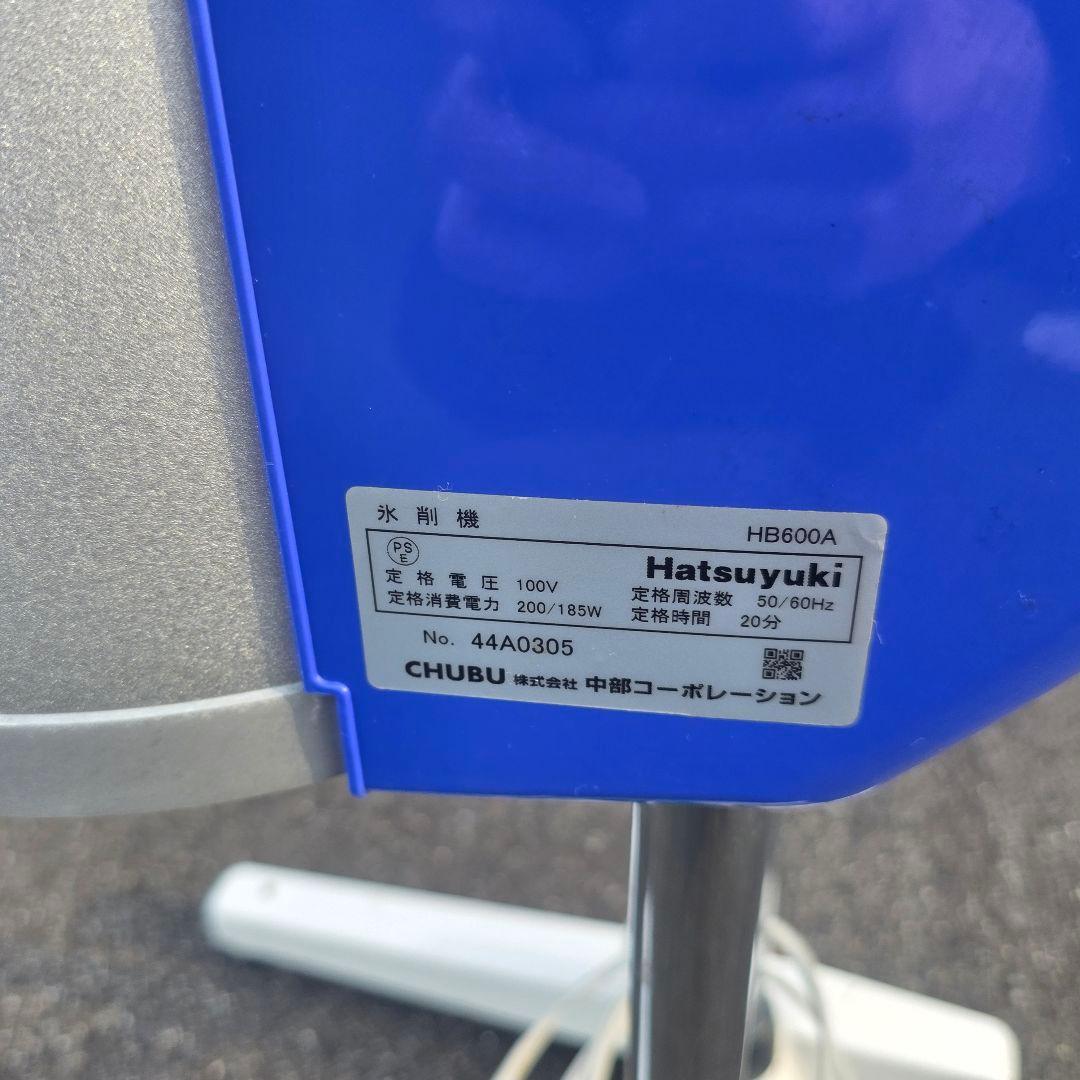 氷削機 HB600A
PS E Hatsuyuki
定格電圧 100V 定格周波数 50/60Hz
定格消費電力 200/185W 定格時間 20分
No. 44A0305
CHUBU 株式会社 中部コーポレーション